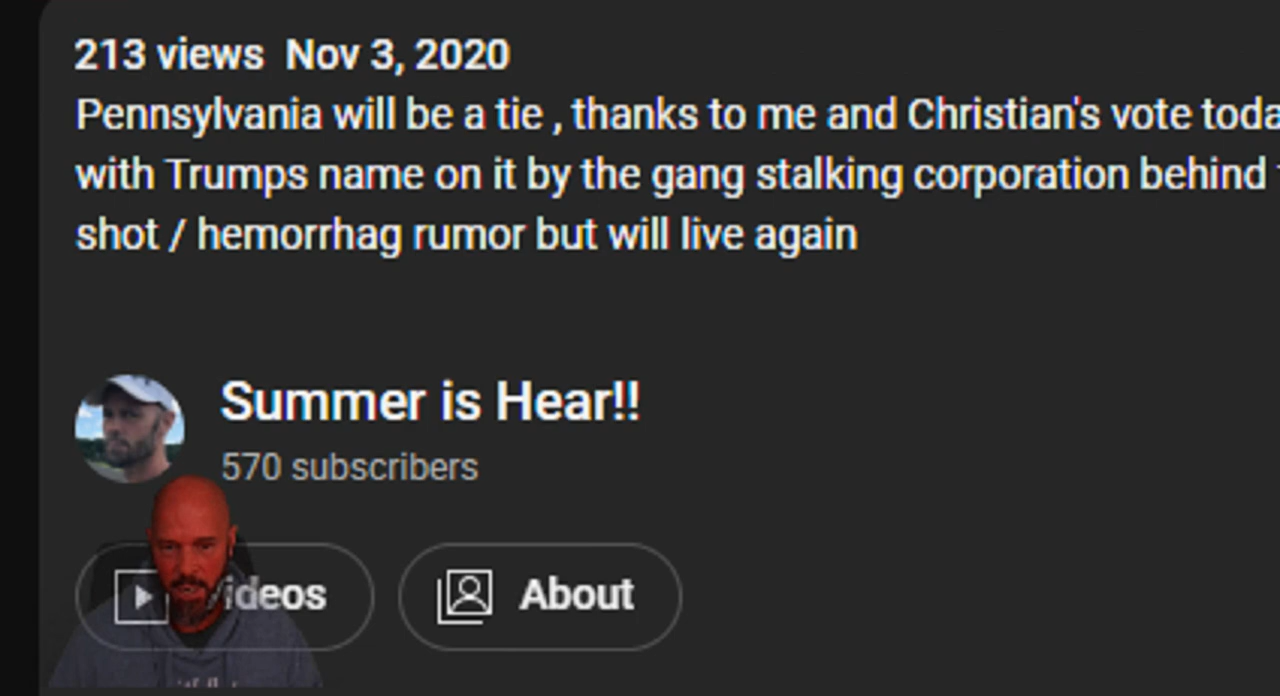 213 views Nov 3, 2020
Pennsylvania will be a tie , thanks to me and Christian's vote
with Trumps name on it by the gang stalking corporation behind
shot / hemorrhag rumor but will live again
Summer is Hear!!
570 subscribers
Videos
About